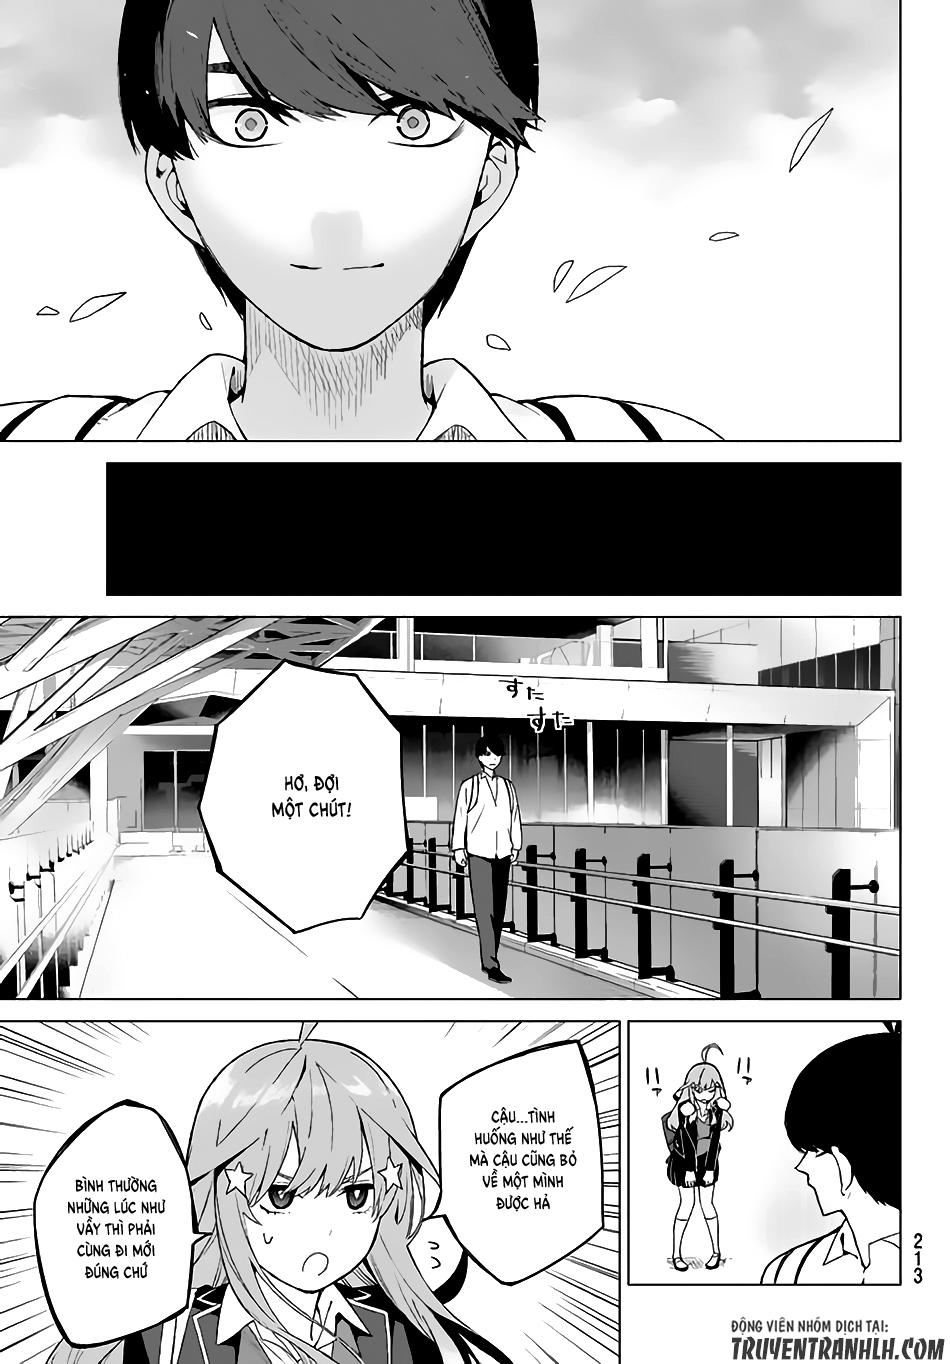 すた
すた
HƠ, ĐỢI
MỘT CHÚT!
!!
!!
CẬU...TÌNH
HUỐNG NHƯ THẾ
MÀ CẬU CŨNG BỎ
VỀ MỘT MÌNH
ĐƯỢC HẢ
BÌNH THƯỜNG
NHỮNG LÚC NHƯ
VẦY THÌ PHẢI
CÙNG ĐI MỚI
ĐÚNG CHỨ
213
ĐỘNG VIÊN NHÓM DỊCH TẠI:
TRUYENTRANHLH.COM